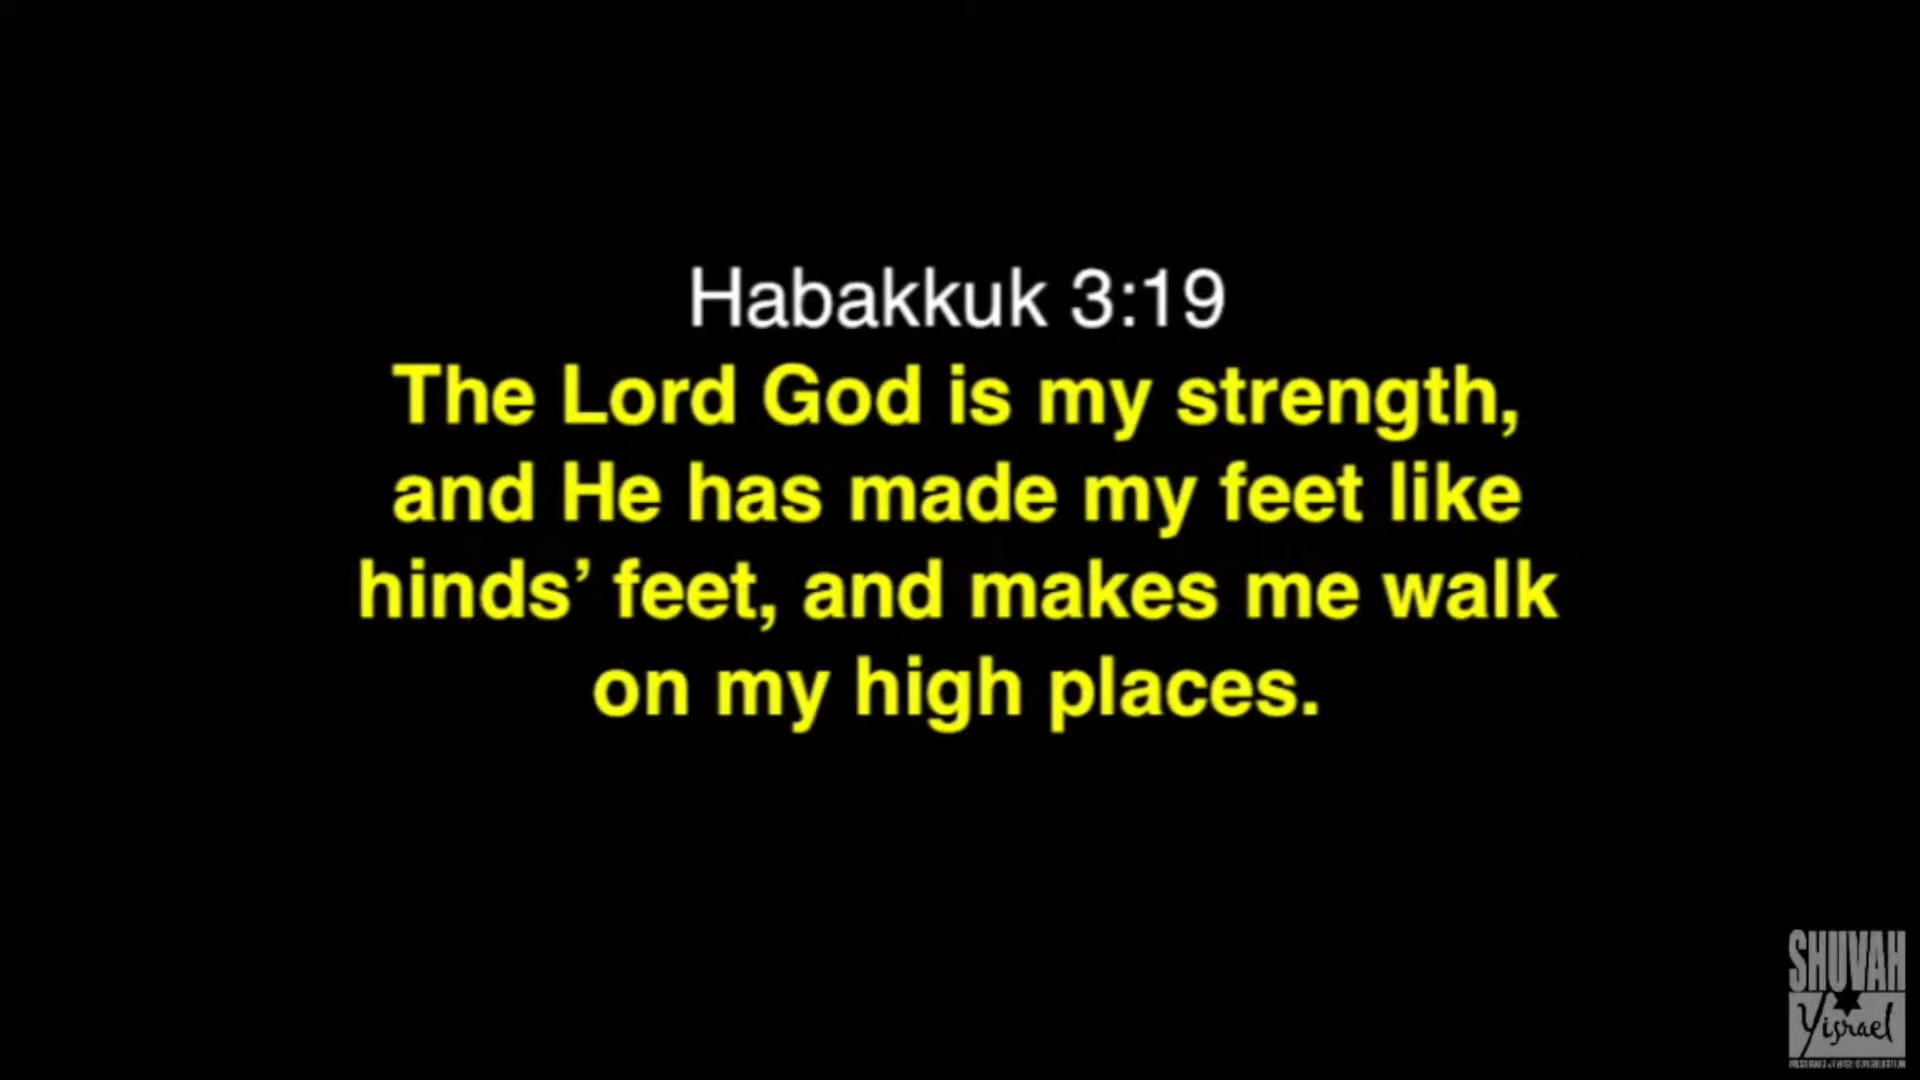 Habakkuk 3:19
The Lord God is my strength,
and He has made my feet like
hinds’ feet, and makes me walk
on my high places.
SHUVAH
Yisrael